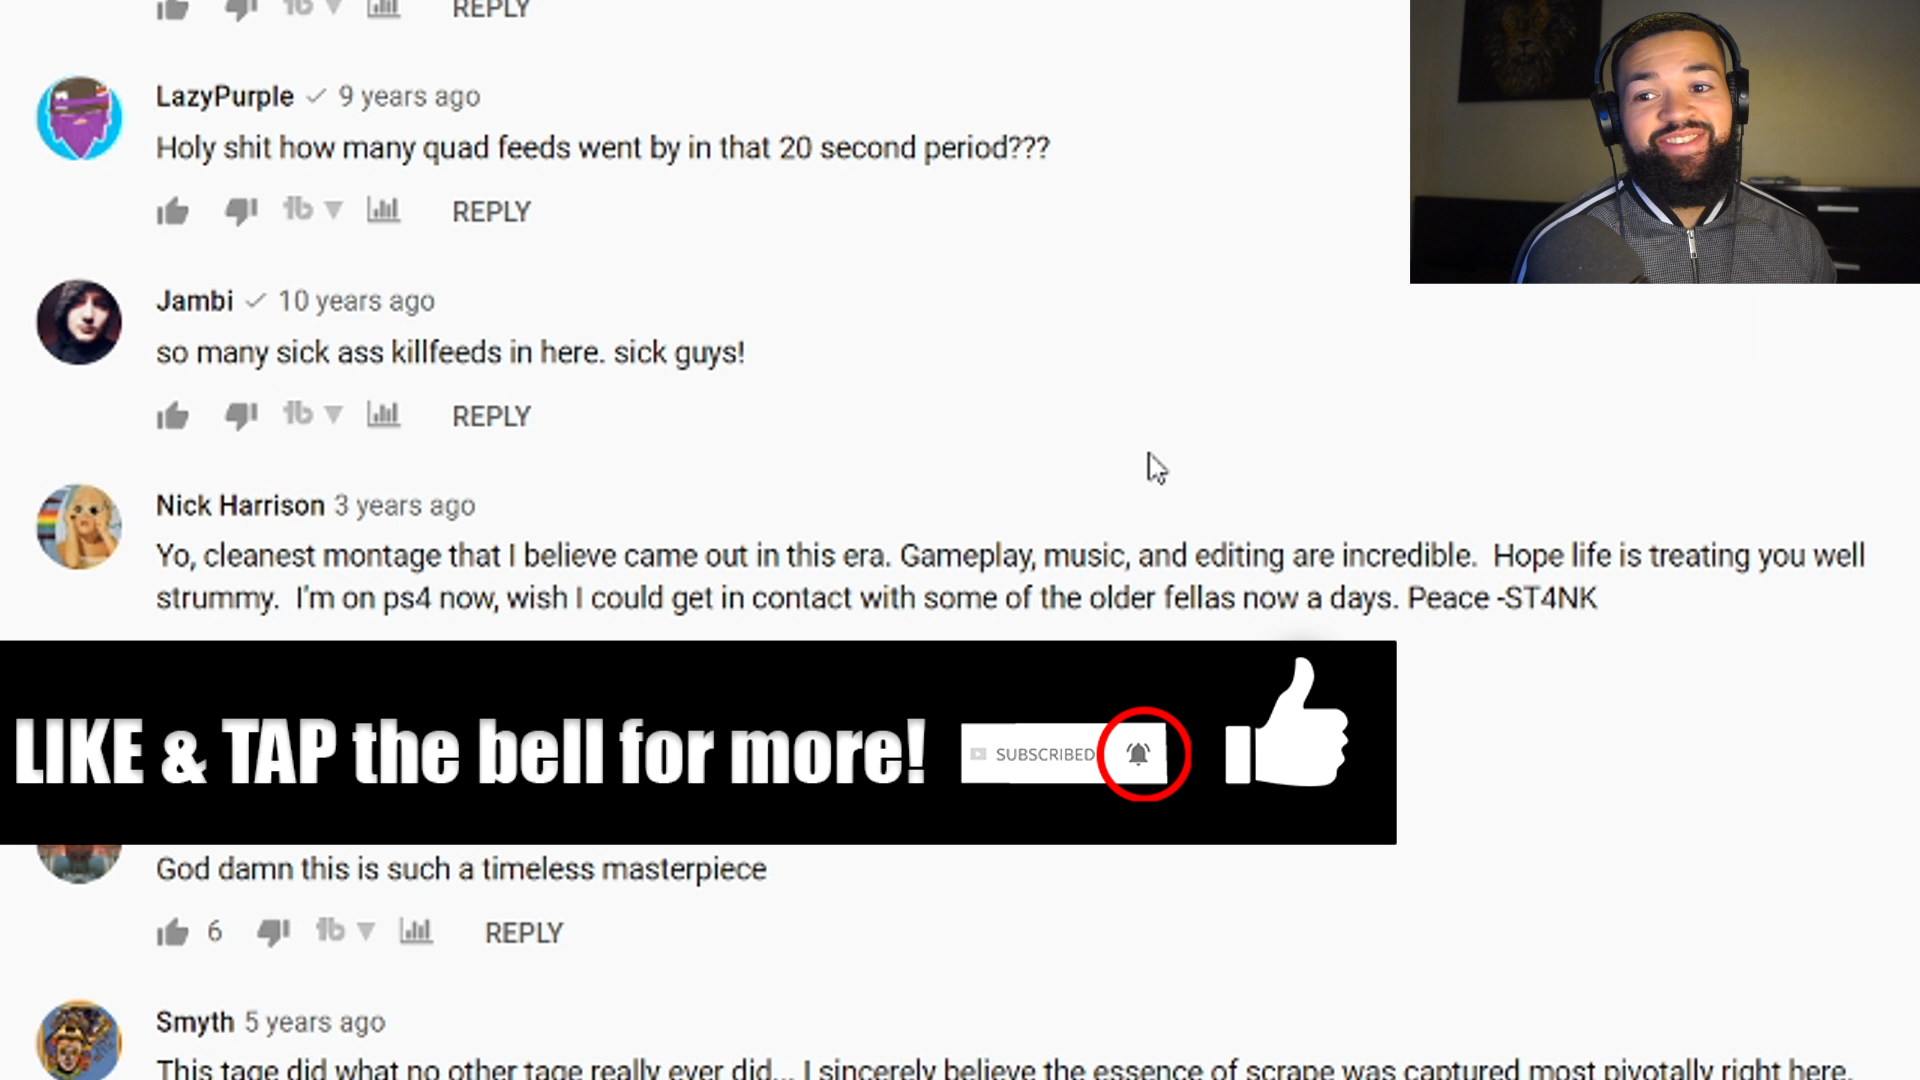 REPLY
LazyPurple 9 years ago
Holy shit how many quad feeds went by in that 20 second period???
REPLY
Jambi 10 years ago
so many sick ass killfeeds in here. sick guys!
REPLY
Nick Harrison 3 years ago
Yo, cleanest montage that I believe came out in this era. Gameplay, music, and editing are incredible.  Hope life is treating you well
strummy.  I'm on ps4 now, wish I could get in contact with some of the older fellas now a days. Peace -ST4NK
LIKE & TAP the bell for more!
SUBSCRIBED
God damn this is such a timeless masterpiece
6 REPLY
Smyth 5 years ago
This tage did what no other tage really ever did... I sincerely believe the essence of scrape was captured most pivotally right here.